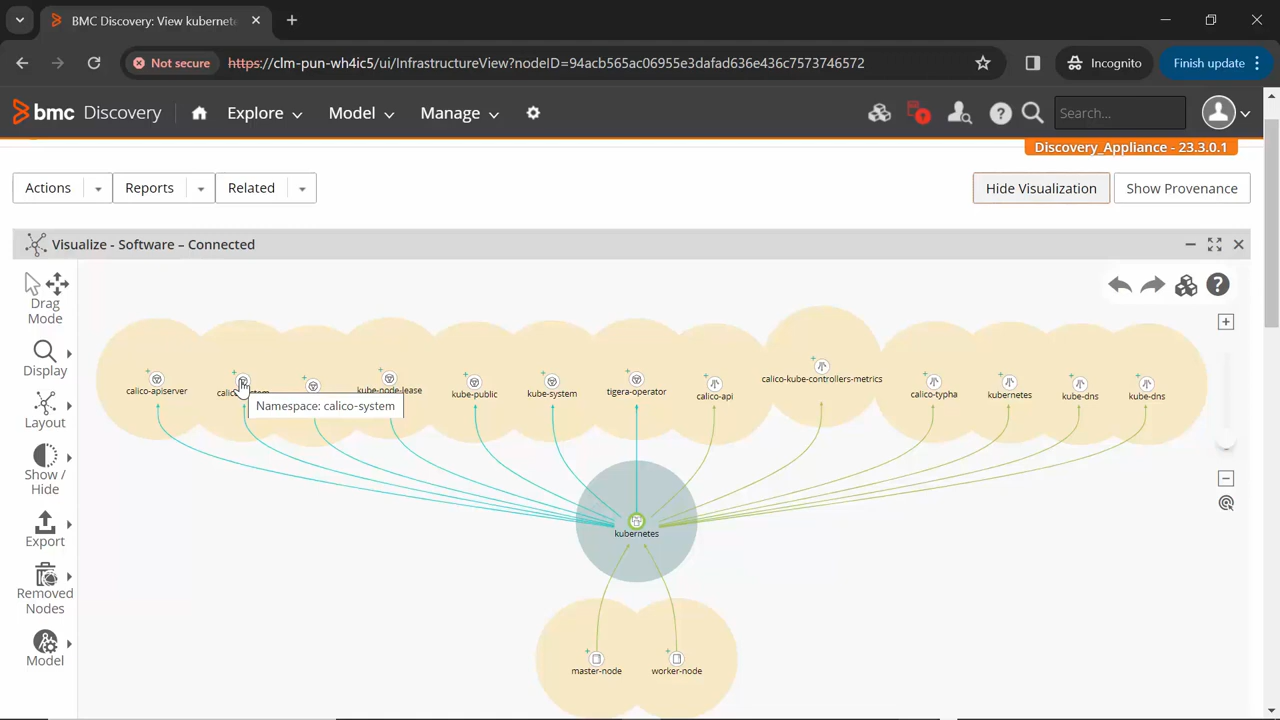 BMC Discovery: View kubernete
Not secure
https://clm-pun-wh4ic5/ui/InfrastructureView?nodeID=94acb565ac06955e3dafad636e436c7573746572
Incognito
Finish update
bmc Discovery
Explore
Model
Manage
Search...
Discovery_Appliance - 23.3.0.1
Actions
Reports
Related
Hide Visualization
Show Provenance
Visualize - Software – Connected
Drag
Mode
Display
Layout
Show /
Hide
Export
Removed
Nodes
Model
calico-apiserver
Namespace: calico-system
kube-node-lease
kube-public
kube-system
tigera-operator
calico-api
calico-kube-controllers-metrics
calico-typha
kubernetes
kube-dns
kube-dns
kubernetes
master-node
worker-node